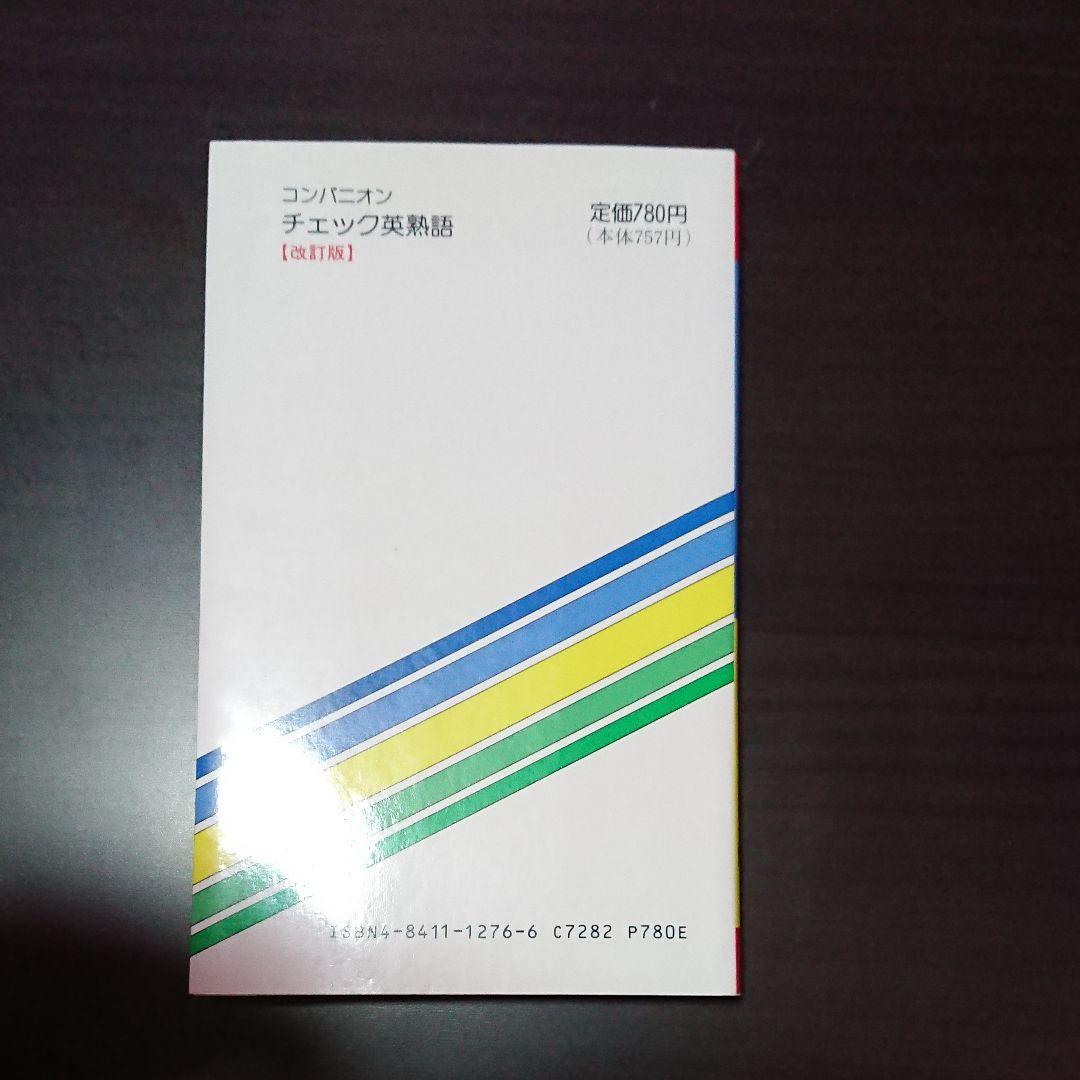 コンパニオン
チェック英熟語
【改訂版】
定価780円
(本体757円)
ISBN4-8411-1276-6 C7282 P780E